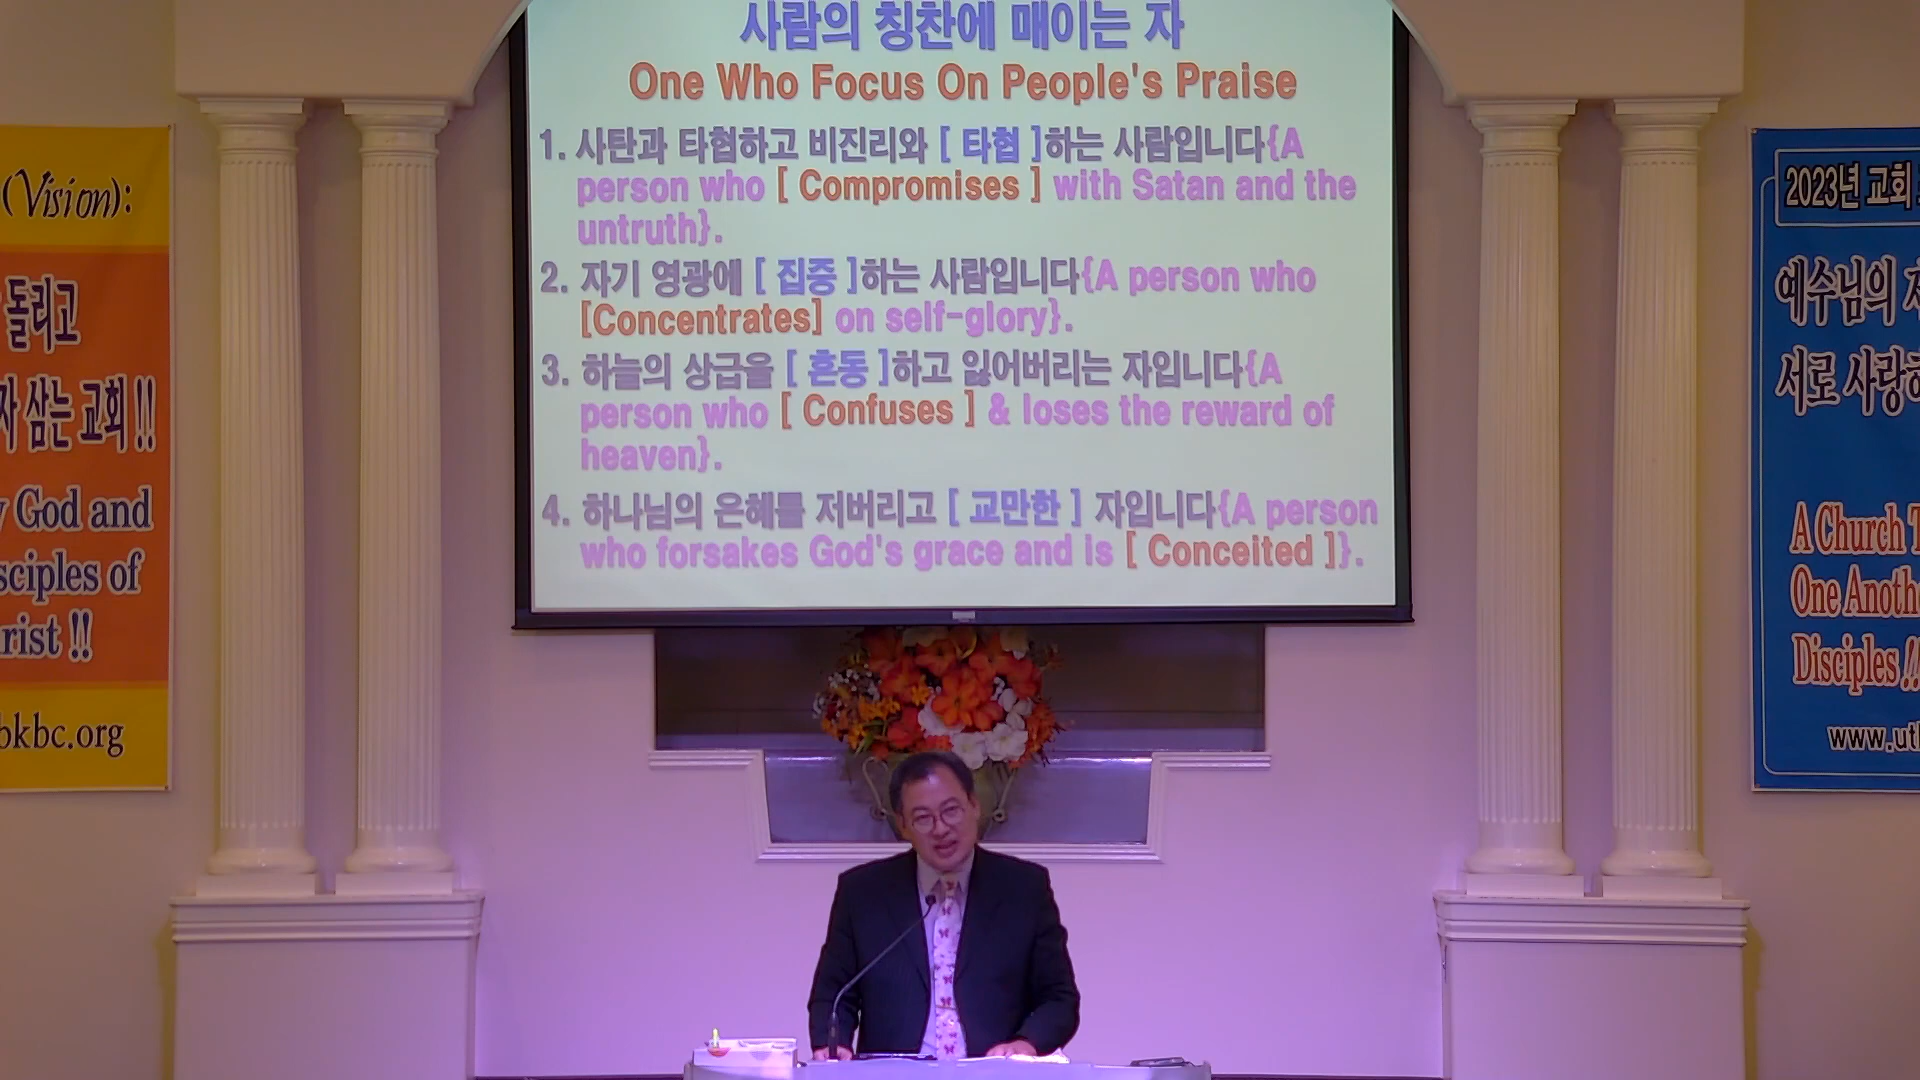 사람의 칭찬에 매이는 자
One Who Focus On People's Praise
1. 사탄과 타협하고 비진리와 [ 타협 ]하는 사람입니다{A
person who [ Compromises ] with Satan and the
untruth}.
2. 자기 영광에 [ 집중 ]하는 사람입니다{A person who
[Concentrates] on self-glory}.
3. 하늘의 상급을 [ 혼동 ]하고 잃어버리는 자입니다{A
person who [ Confuses ] & loses the reward of
heaven}.
4. 하나님의 은혜를 저버리고 [ 교만한 ] 자입니다{A person
who forsakes God's grace and is [ Conceited ]}.
(Vision):
돌리고
삼는 교회 !!
God and
sciples of
rist !!
bkbc.org
2023년 교회
예수님의
서로 사랑하
A Church T
One Anoth
Disciples !!
www.ut